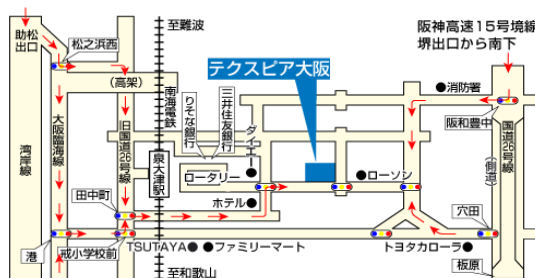 至難波
阪神高速15号境線
堺出口から南下
助松
出口
松之浜西
テクスピア大阪
(高架)
消防署
南海電鉄
りそな銀行
三井住友銀行
ダイエー
阪和豊中
大阪臨海線
旧国道26号線
国道26号線
(側道)
湾岸線
泉大津駅
ロータリー
ローソン
田中町
ホテル
穴田
港
戒小学校前
TSUTAYA
ファミリーマート
トヨタカローラ
板原
至和歌山